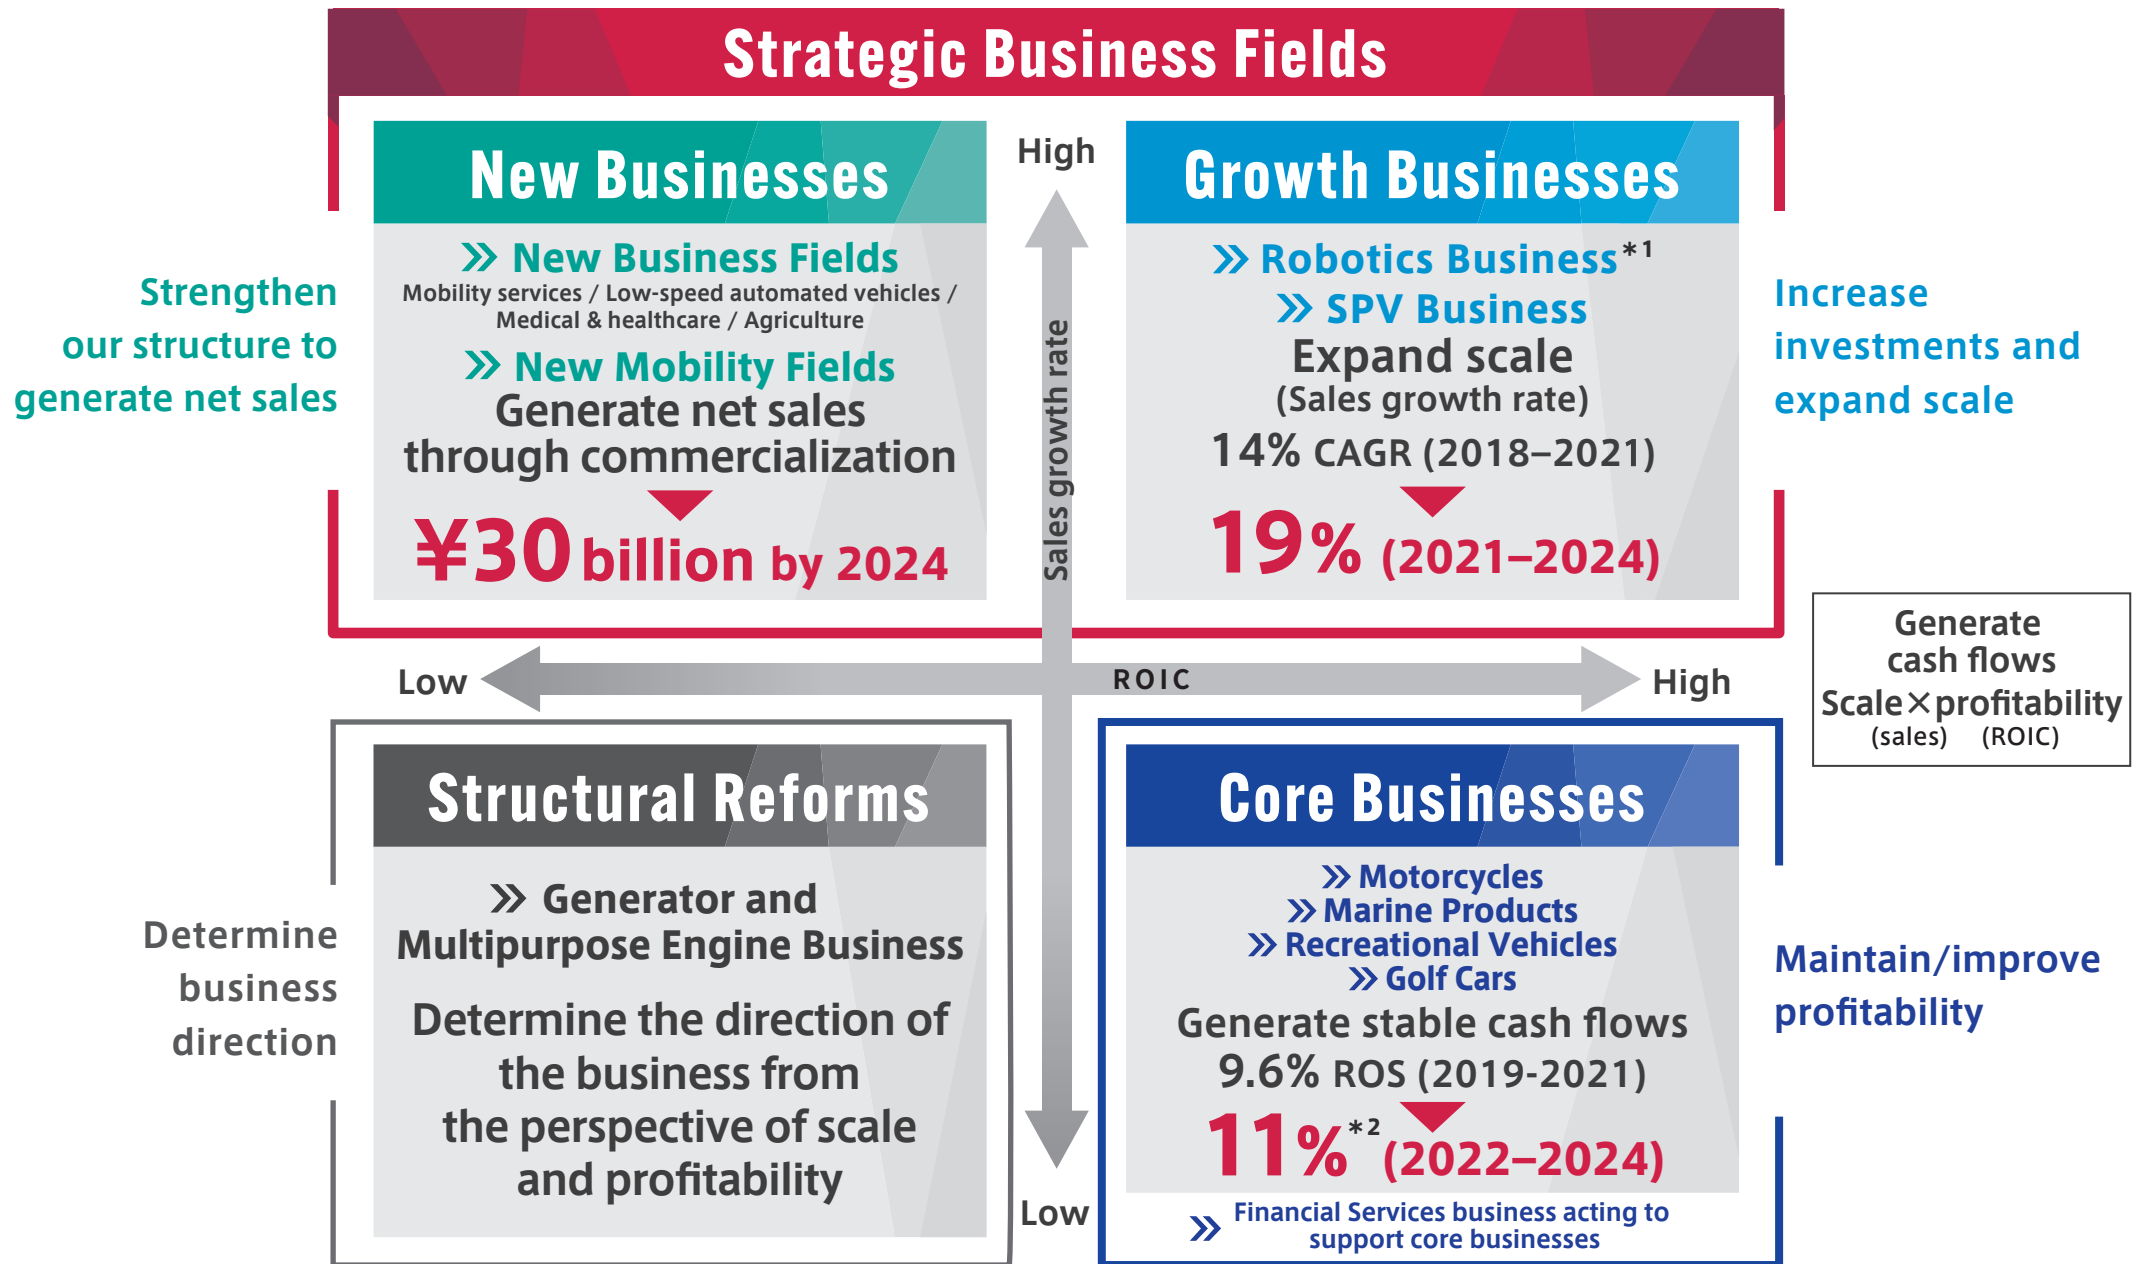 Strategic Business Fields
New Businesses
» New Business Fields
Mobility services / Low-speed automated vehicles /
Medical & healthcare / Agriculture
» New Mobility Fields
Generate net sales
through commercialization
¥30 billion by 2024
Strengthen
our structure to
generate net sales
High
Sales growth rate
Growth Businesses
» Robotics Business*1
» SPV Business
Expand scale
(Sales growth rate)
14% CAGR (2018–2021)
19% (2021–2024)
Increase
investments and
expand scale
Low
ROIC
High
Generate
cash flows
Scale×profitability
(sales) (ROIC)
Structural Reforms
» Generator and
Multipurpose Engine Business
Determine the direction of
the business from
the perspective of scale
and profitability
Determine
business
direction
Low
Core Businesses
» Motorcycles
» Marine Products
» Recreational Vehicles
» Golf Cars
Generate stable cash flows
9.6% ROS (2019-2021)
11%*2 (2022–2024)
» Financial Services business acting to
support core businesses
Maintain/improve
profitability